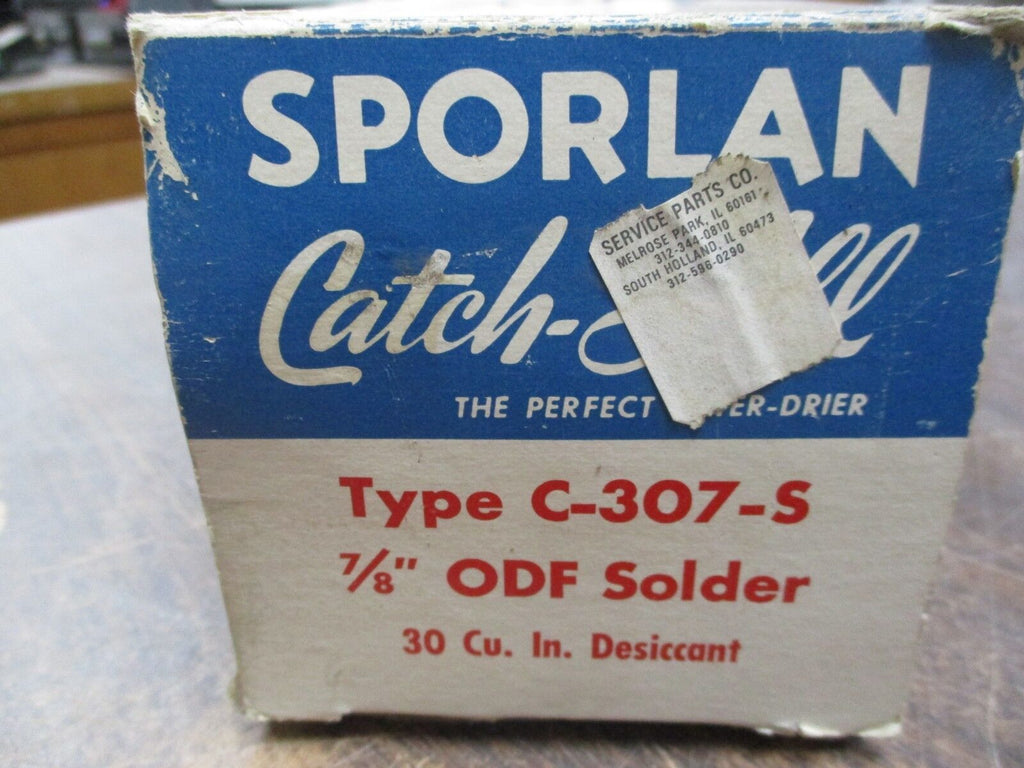 SPORLAN
Catch-
THE PERFECT ER-DRIER
SERVICE PARTS CO.
MELROSE PARK, IL 60161
312-344-0810
SOUTH HOLLAND, IL 60473
312-596-0290
Type C-307-S
7/8" ODF Solder
30 Cu. In. Desiccant